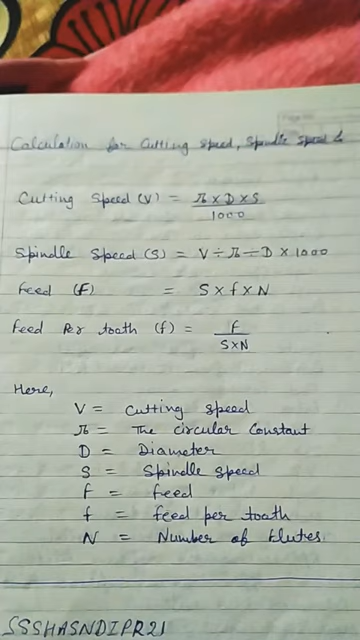 Calculation for Cutting speed, Spindle speed &
Cutting Speed (V) = π × D × S / 1000
Spindle Speed (S) = V ÷ π ÷ D × 1000
Feed (F) = S × f × N
Feed Per tooth (f) = F / S×N
Here,
V = Cutting speed
π = The Circular Constant
D = Diameter
S = Spindle speed
F = feed
f = feed per tooth
N = Number of flutes
SSSHASNDIPR21